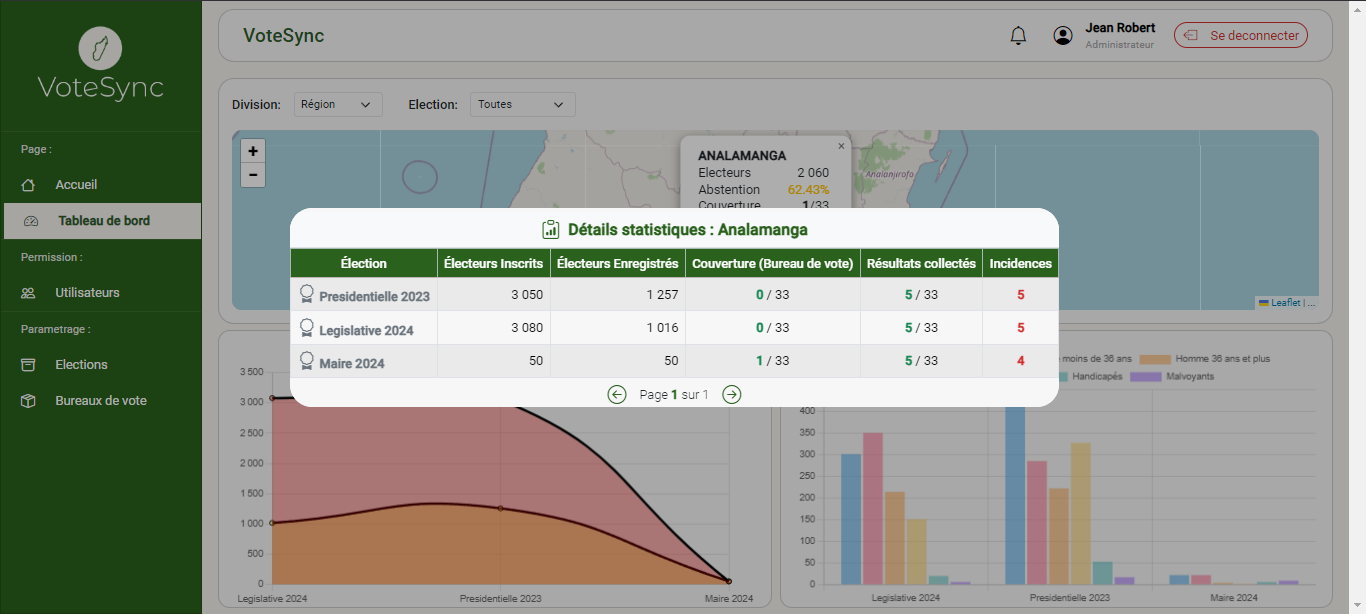 VoteSync
Page :
Accueil
Tableau de bord
Permission :
Utilisateurs
Parametrage :
Elections
Bureaux de vote
VoteSync
Jean Robert
Administrateur
Se deconnecter
Division: Région Election: Toutes
+
−
ANALAMANGA ×
Electeurs 2 060
Abstention 62.43%
Couverture 1/33
Analanjirofo
Leaflet | ...
Détails statistiques : Analamanga
Élection Électeurs Inscrits Électeurs Enregistrés Couverture (Bureau de vote) Résultats collectés Incidences
Presidentielle 2023 3 050 1 257 0 / 33 5 / 33 5
Legislative 2024 3 080 1 016 0 / 33 5 / 33 5
Maire 2024 50 50 1 / 33 5 / 33 4
Page 1 sur 1
3 500
3 000
2 500
2 000
1 500
1 000
500
0
Legislative 2024 Presidentielle 2023 Maire 2024
moins de 36 ans Homme 36 ans et plus
Handicapés Malvoyants
400
350
300
250
200
150
100
50
0
Legislative 2024 Presidentielle 2023 Maire 2024